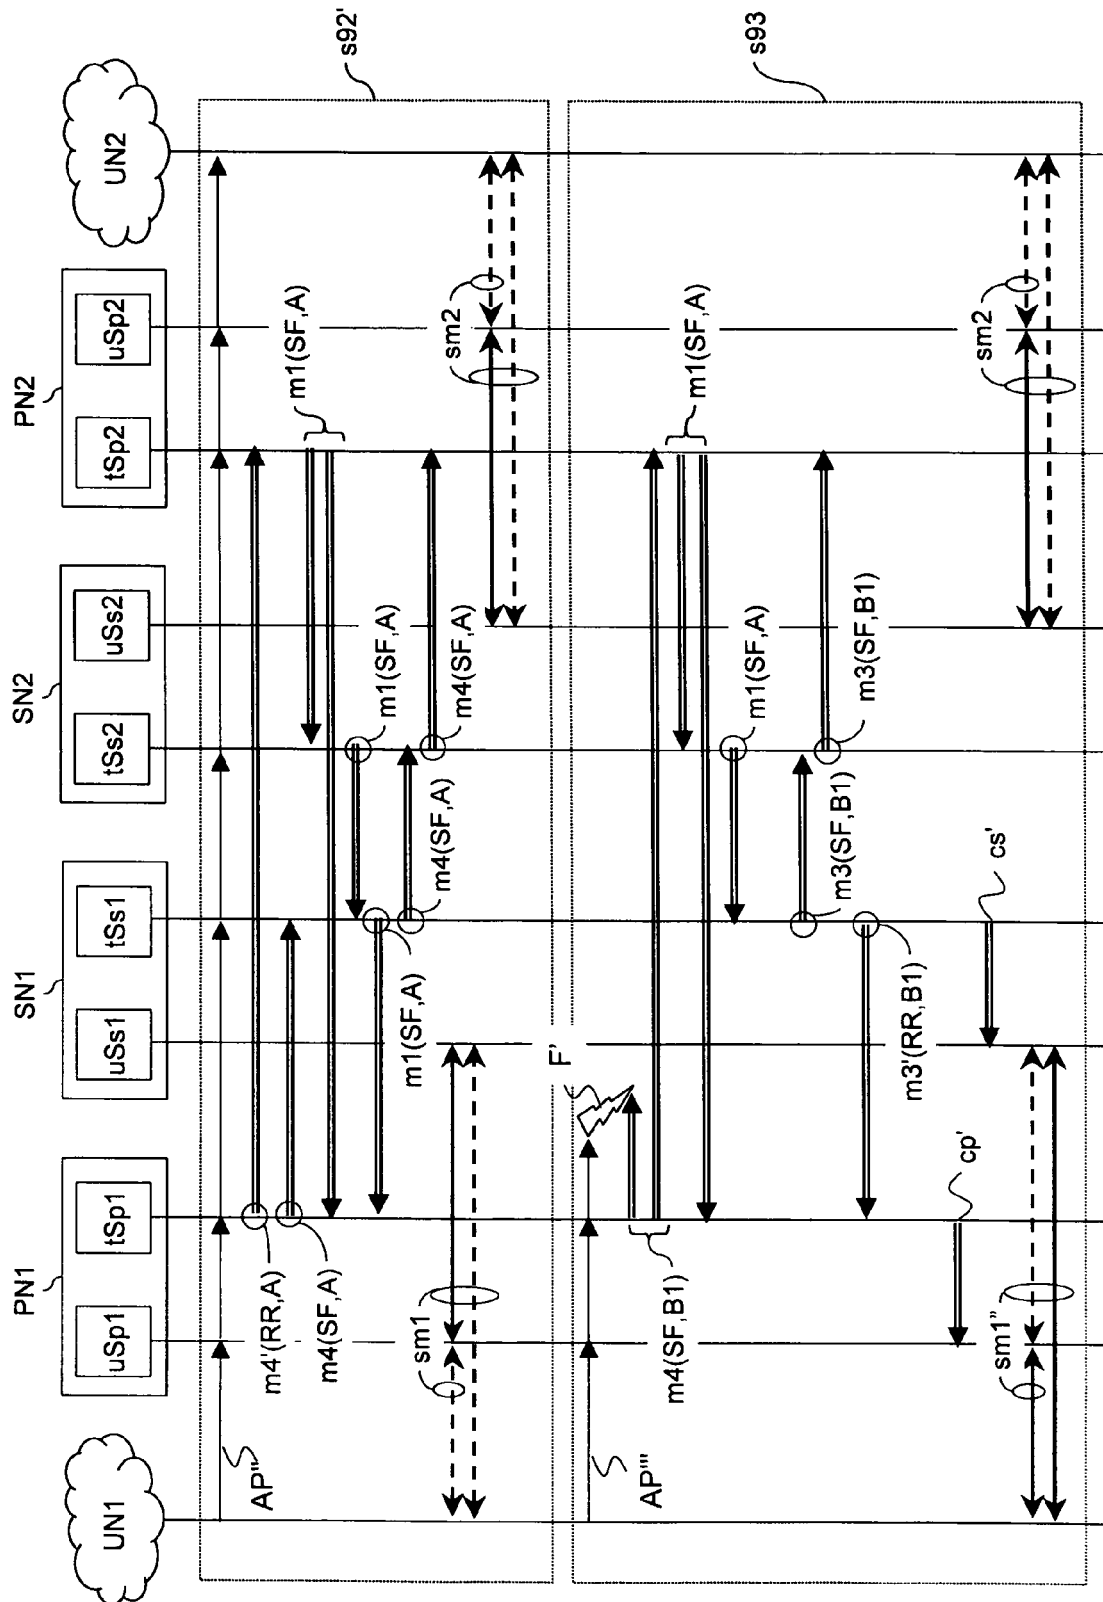 UN1
PN1
uSp1
tSp1
SN1
uSs1
tSs1
SN2
tSs2
uSs2
PN2
tSp2
uSp2
UN2
s92'
AP'''
m4'(RR,A)
m4(SF,A)
m1(SF,A)
m1(SF,A)
m1(SF,A)
m4(SF,A)
m4(SF,A)
sm1
sm2
s93
AP'''
F'
m4(SF,B1)
m1(SF,A)
m1(SF,A)
m3(SF,B1)
m3(SF,B1)
m3'(RR,B1)
cp'
cs'
sm1''
sm2